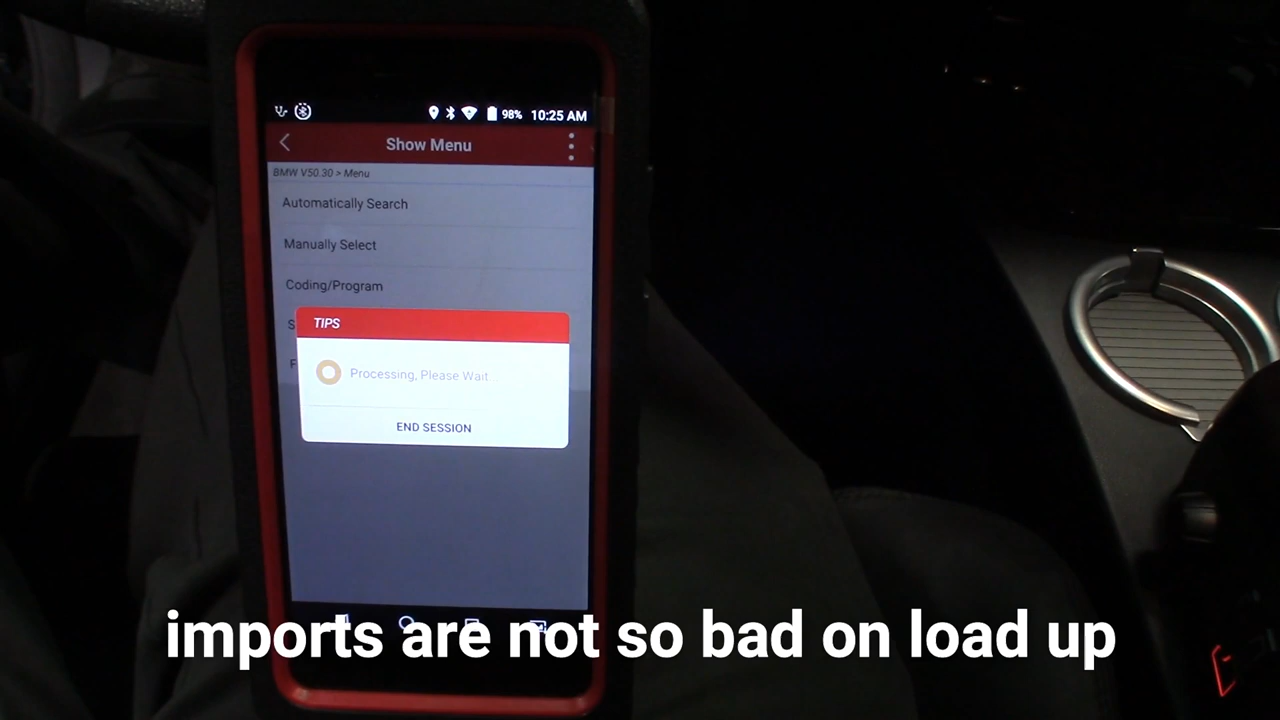 98% 10:25 AM
Show Menu
BMW V50.30 > Menu
Automatically Search
Manually Select
Coding/Program
S
F
TIPS
Processing, Please Wait...
END SESSION
imports are not so bad on load up